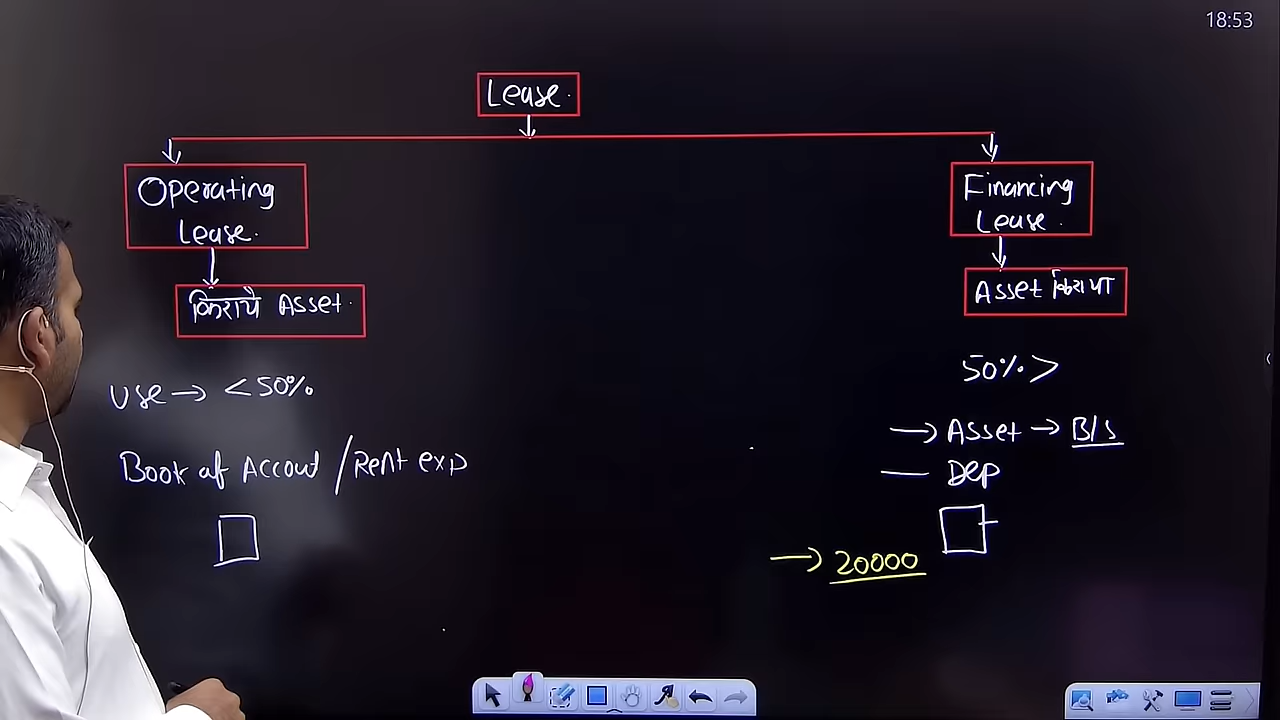 18:53
Lease.
Operating
Lease.
किराये Asset.
Use → <50%
Book of Accout / Rent exp
Financing
Lease.
Asset किराया
50% >
→ Asset → B/S
— Dep
→ 20000